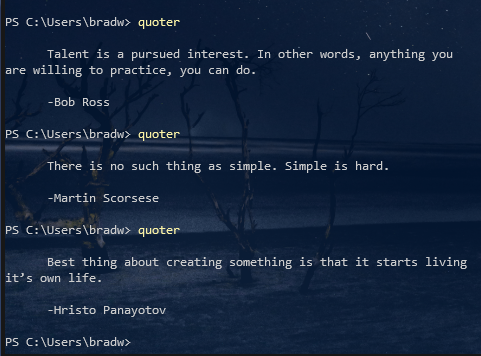 PS C:\Users\bradw> quoter
Talent is a pursued interest. In other words, anything you
are willing to practice, you can do.
-Bob Ross
PS C:\Users\bradw> quoter
There is no such thing as simple. Simple is hard.
-Martin Scorsese
PS C:\Users\bradw> quoter
Best thing about creating something is that it starts living
it’s own life.
-Hristo Panayotov
PS C:\Users\bradw>